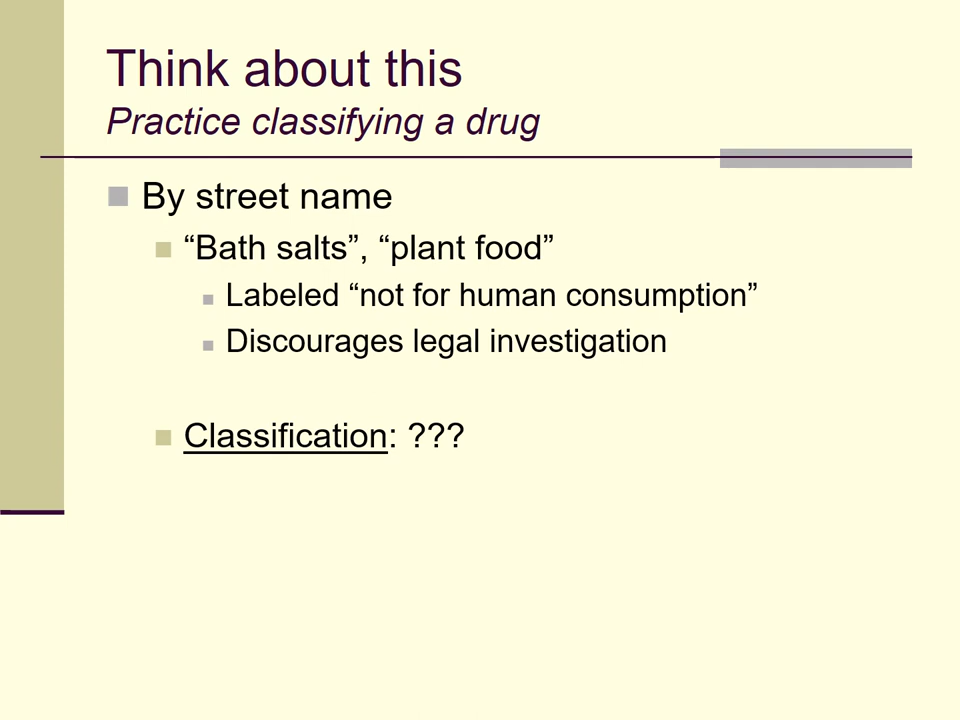 Think about this
Practice classifying a drug
By street name
“Bath salts”, “plant food”
Labeled “not for human consumption”
Discourages legal investigation
Classification: ???